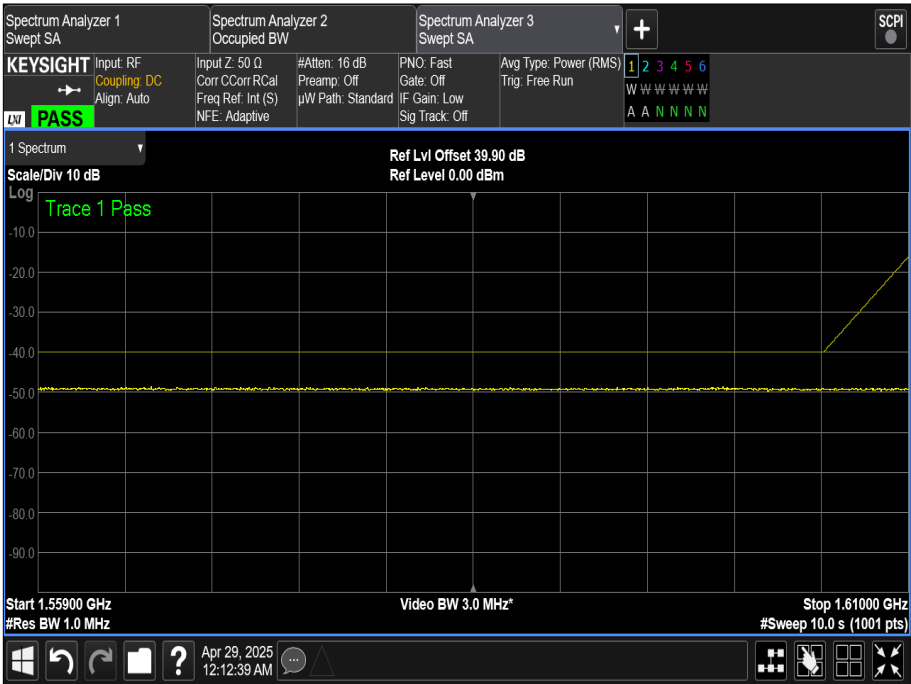 Spectrum Analyzer 1
Swept SA
Spectrum Analyzer 2
Occupied BW
Spectrum Analyzer 3
Swept SA
+
SCPI
KEYSIGHT
LXI
PASS
Input: RF
Coupling: DC
Align: Auto
Input Z: 50 Ω
Corr CCorr RCal
Freq Ref: Int (S)
NFE: Adaptive
#Atten: 16 dB
Preamp: Off
µW Path: Standard
PNO: Fast
Gate: Off
IF Gain: Low
Sig Track: Off
Avg Type: Power (RMS)
Trig: Free Run
1 2 3 4 5 6
W W W W W W
A A N N N N
1 Spectrum
Scale/Div 10 dB
Ref Lvl Offset 39.90 dB
Ref Level 0.00 dBm
Log
Trace 1 Pass
-10.0
-20.0
-30.0
-40.0
-50.0
-60.0
-70.0
-80.0
-90.0
Start 1.55900 GHz
#Res BW 1.0 MHz
Video BW 3.0 MHz*
Stop 1.61000 GHz
#Sweep 10.0 s (1001 pts)
?
Apr 29, 2025
12:12:39 AM